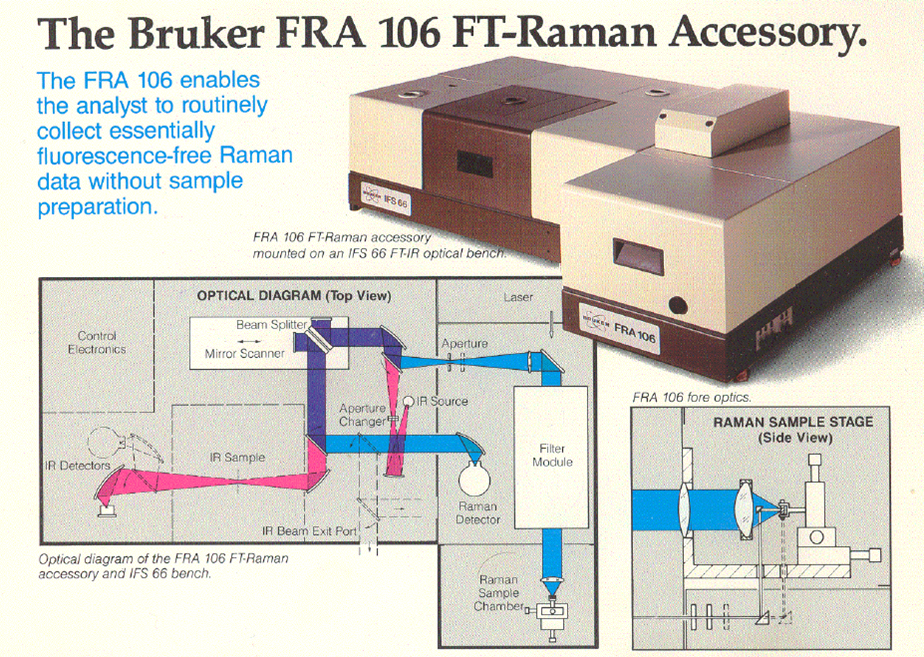 The Bruker FRA 106 FT-Raman Accessory.
The FRA 106 enables
the analyst to routinely
collect essentially
fluorescence-free Raman
data without sample
preparation.
BRUKER IFS 66
FRA 106 FT-Raman accessory
mounted on an IFS 66 FT-IR optical bench.
BRUKER FRA 106
OPTICAL DIAGRAM (Top View)
Laser
Control
Electronics
Beam Splitter
Mirror Scanner
Aperture
IR Source
Aperture
Changer
IR Detectors
IR Sample
Filter
Module
Raman
Detector
IR Beam Exit Port
Raman
Sample
Chamber
Optical diagram of the FRA 106 FT-Raman
accessory and IFS 66 bench.
FRA 106 fore optics.
RAMAN SAMPLE STAGE
(Side View)